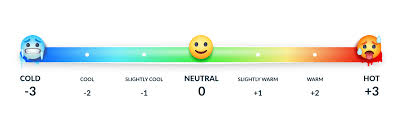 COLD COOL SLIGHTLY COOL NEUTRAL SLIGHTLY WARM WARM HOT
-3 -2 -1 0 +1 +2 +3